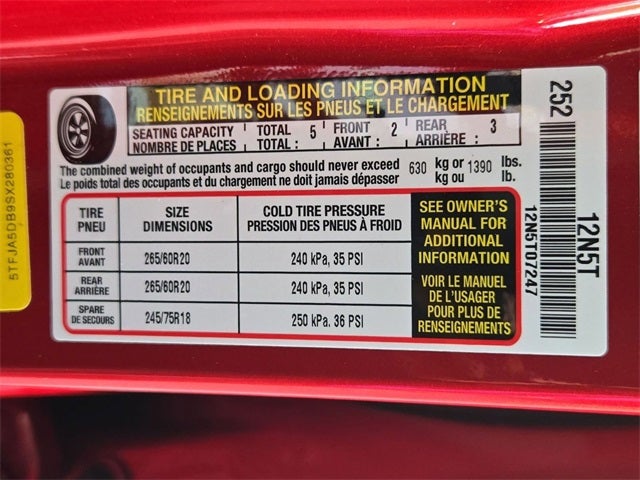 TIRE AND LOADING INFORMATION
RENSEIGNEMENTS SUR LES PNEUS ET LE CHARGEMENT
SEATING CAPACITY TOTAL 5 FRONT 2 REAR 3
NOMBRE DE PLACES TOTAL : AVANT : ARRIÈRE :
The combined weight of occupants and cargo should never exceed 630 kg or 1390 lbs.
Le poids total des occupants et du chargement ne doit jamais dépasser kg ou lb.
TIRE SIZE COLD TIRE PRESSURE
PNEU DIMENSIONS PRESSION DES PNEUS À FROID
FRONT
AVANT 265/60R20 240 kPa, 35 PSI
REAR
ARRIÈRE 265/60R20 240 kPa, 35 PSI
SPARE
DE SECOURS 245/75R18 250 kPa. 36 PSI
SEE OWNER'S
MANUAL FOR
ADDITIONAL
INFORMATION
VOIR LE MANUEL
DE L'USAGER
POUR PLUS DE
RENSEIGNEMENTS
252
12N5T
12N5T07247
5TFJA5DB9SX280361